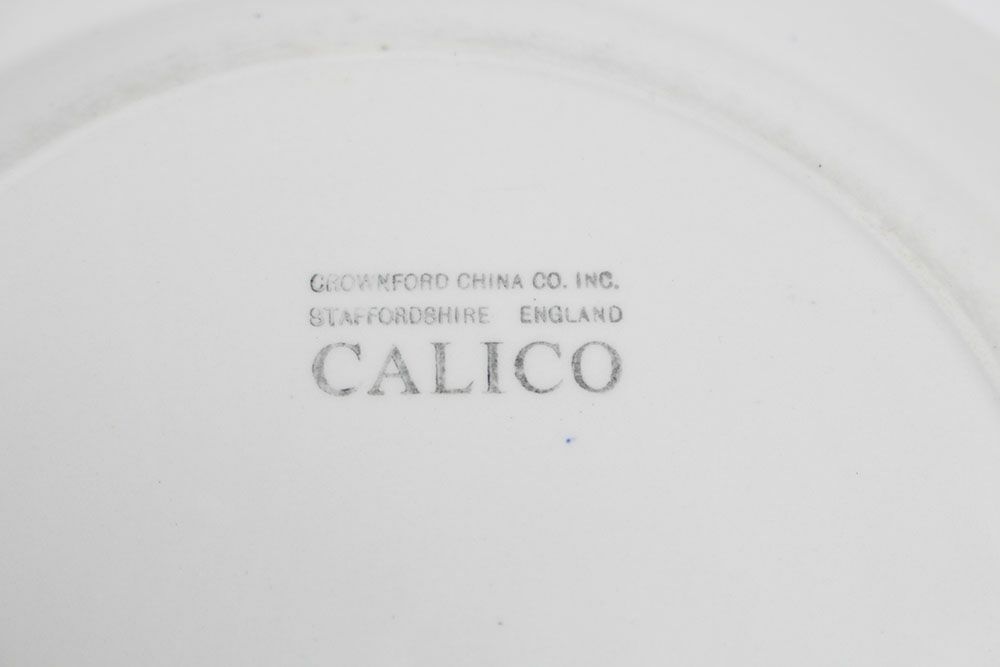 CROWNFORD CHINA CO. INC.
STAFFORDSHIRE ENGLAND
CALICO